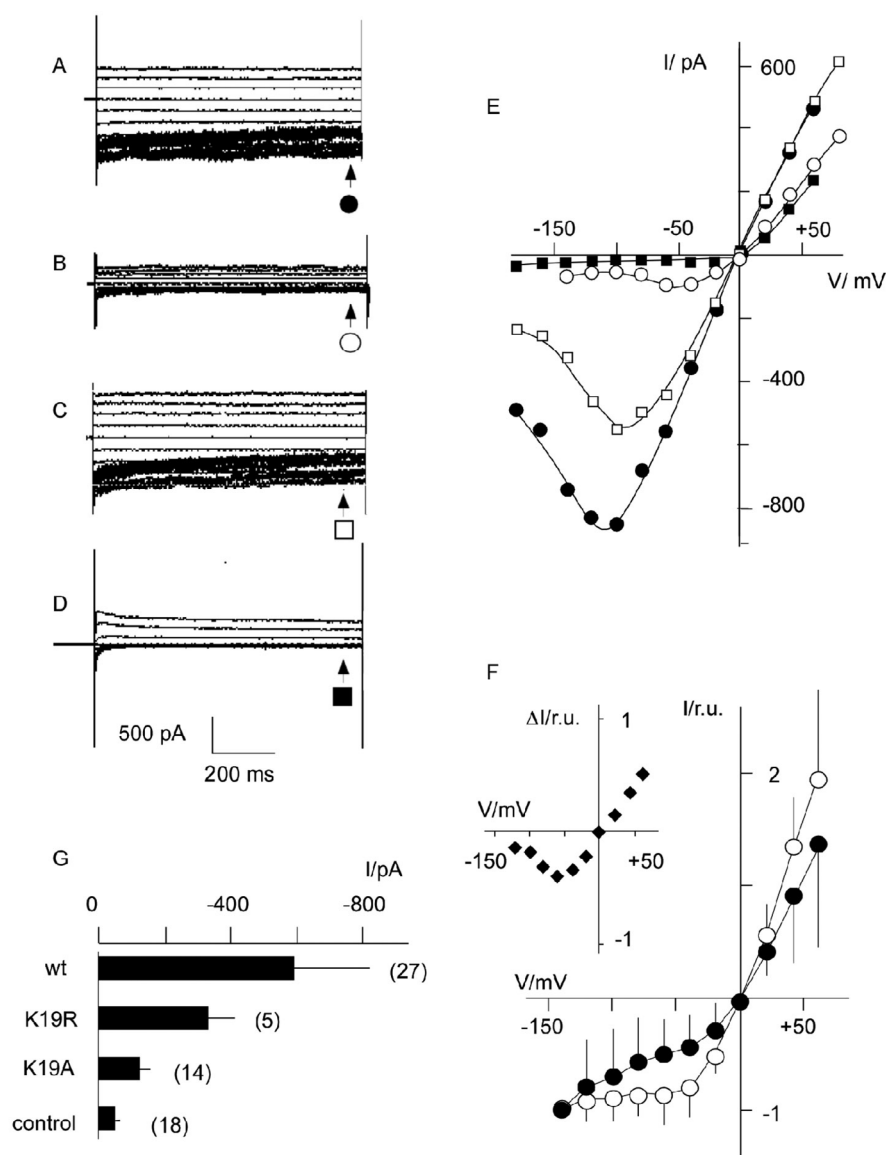 A
B
C
D
500 pA
200 ms
E
I/ pA
600
-150
-50
+50
V/ mV
-400
-800
F
ΔI/r.u.
1
V/mV
-150
+50
-1
I/r.u.
2
V/mV
-150
+50
-1
G
I/pA
0
-400
-800
wt
(27)
K19R
(5)
K19A
(14)
control
(18)